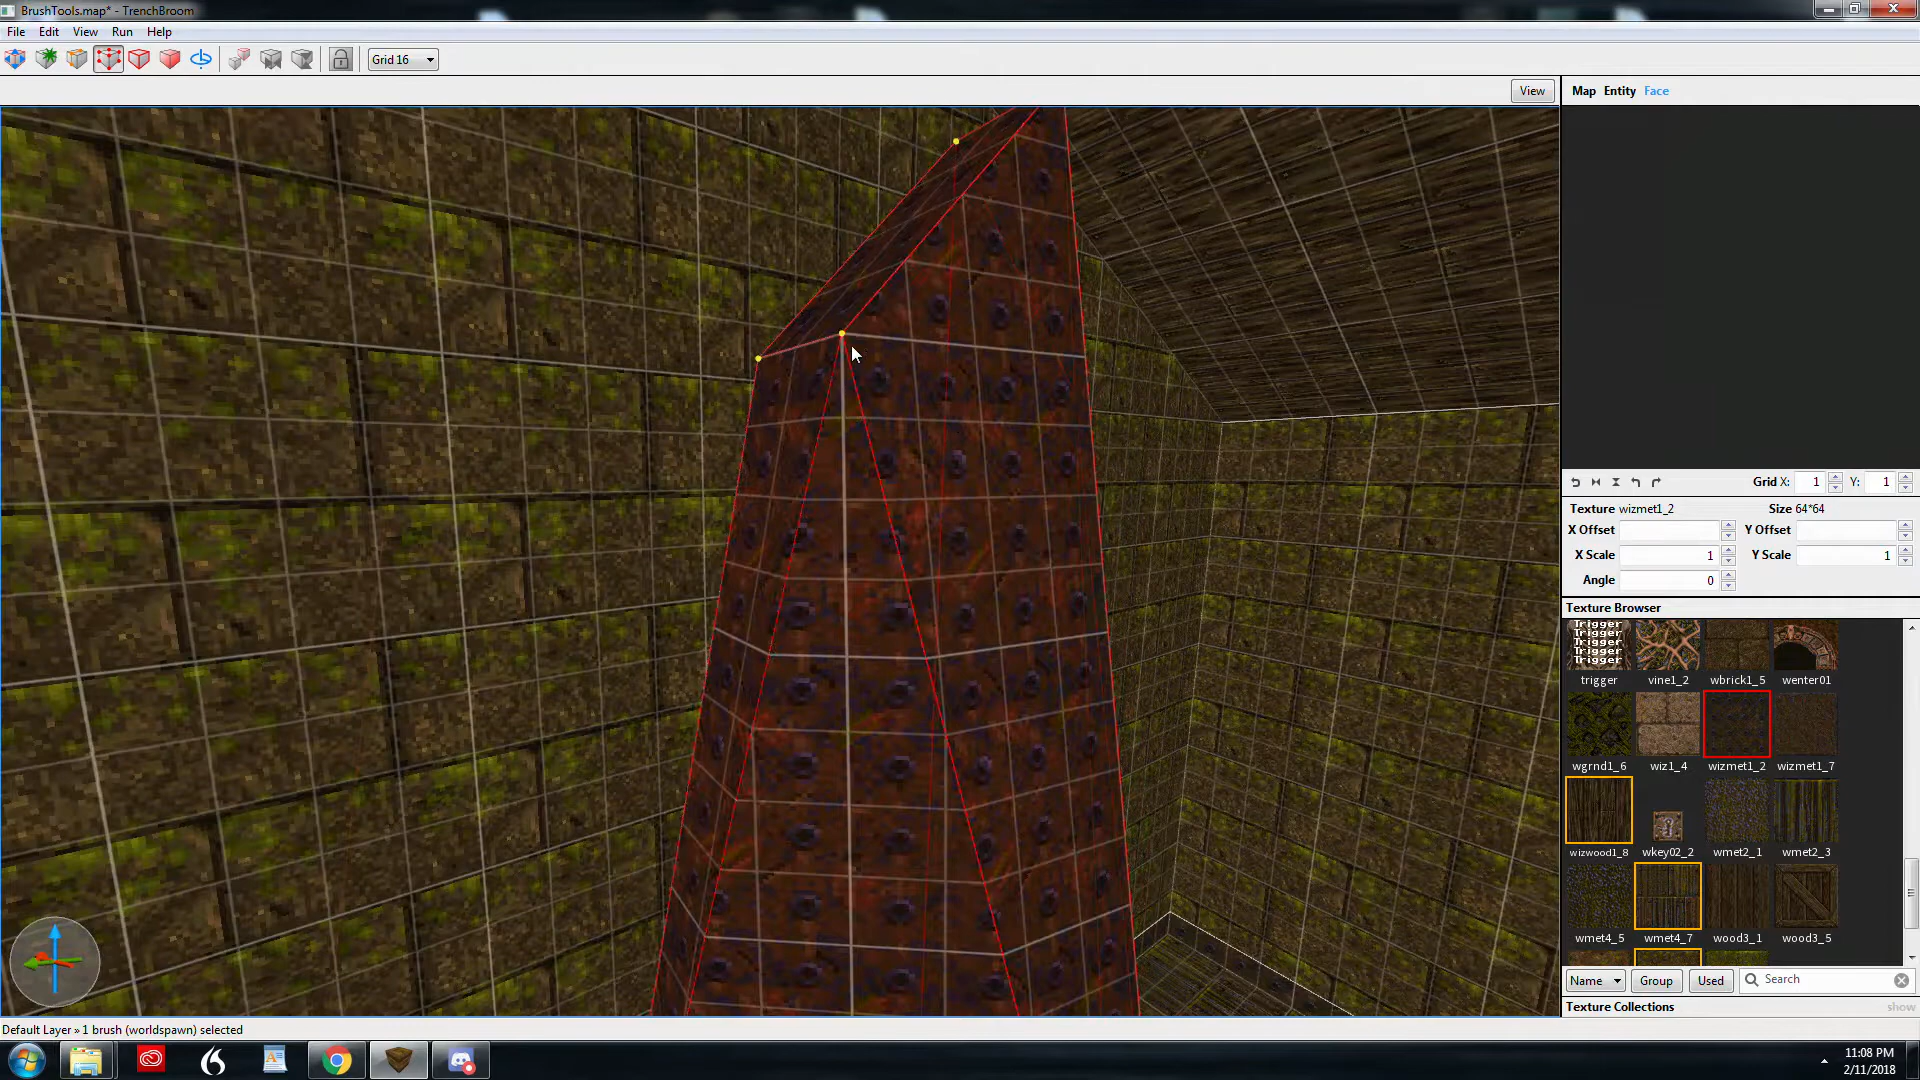 BrushTools.map* - TrenchBroom
File Edit View Run Help
Grid 16
View
Map Entity Face
Grid X: 1 Y: 1
Texture wizmet1_2 Size 64*64
X Offset Y Offset
X Scale 1 Y Scale 1
Angle 0
Texture Browser
Trigger
Trigger
Trigger
Trigger
trigger vine1_2 wbrick1_5 wenter01
wgrnd1_6 wiz1_4 wizmet1_2 wizmet1_7
wizwood1_8 wkey02_2 wmet2_1 wmet2_3
wmet4_5 wmet4_7 wood3_1 wood3_5
Name Group Used Search
Texture Collections show
Default Layer » 1 brush (worldspawn) selected
11:08 PM
2/11/2018